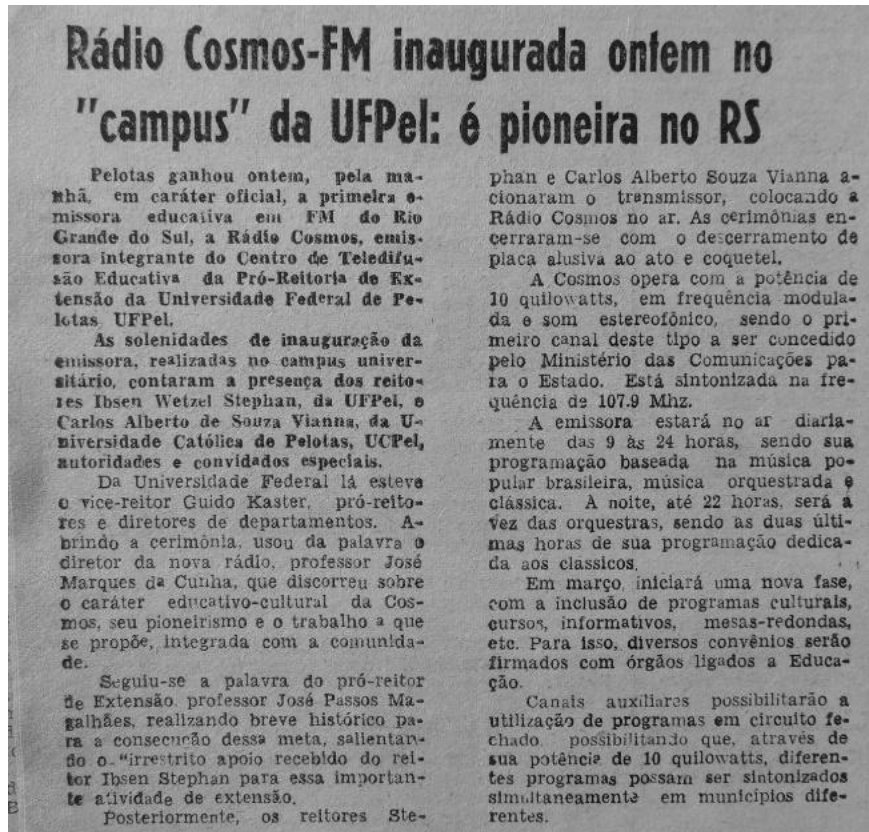 Rádio Cosmos-FM inaugurada ontem no
"campus" da UFPel: é pioneira no RS
Pelotas ganhou ontem, pela ma-
nhã, em caráter oficial, a primeira e-
missora educativa em FM do Rio
Grande do Sul, a Rádio Cosmos, emis-
sora integrante do Centro de Teledifu-
são Educativa da Pró-Reitoria de Ex-
tensão da Universidade Federal de Pe-
lotas UFPel.
As solenidades de inauguração da
emissora, realizadas no campus univer-
sitário, contaram a presença dos reito-
res Ibsen Wetzel Stephan, da UFPel, e
Carlos Alberto de Souza Vianna, da U-
niversidade Católica de Pelotas, UCPel,
autoridades e convidados especiais.
Da Universidade Federal lá esteve
o vice-reitor Guido Kaster, pró-reito-
res e diretores de departamentos. A-
brindo a cerimônia, usou da palavra o
diretor da nova rádio, professor José
Marques da Cunha, que discorreu sobre
o caráter educativo-cultural da Cos-
mos, seu pioneirismo e o trabalho a que
se propõe, integrada com a comunida-
de.
Seguiu-se a palavra do pró-reitor
de Extensão, professor José Passos Ma-
galhães, realizando breve histórico pa-
ra a consecução dessa meta, salientan-
do o "irrestrito apoio recebido do rei-
tor Ibsen Stephan para essa importan-
te atividade de extensão.
Posteriormente, os reitores Ste-
phan e Carlos Alberto Souza Vianna a-
cionaram o transmissor, colocando a
Rádio Cosmos no ar. As cerimônias en-
cerraram-se com o descerramento de
placa alusiva ao ato e coquetel.
A Cosmos opera com a potência de
10 quilowatts, em frequência modula-
da e som estereofônico, sendo o pri-
meiro canal deste tipo a ser concedido
pelo Ministério das Comunicações pa-
ra o Estado. Está sintonizada na fre-
quência de 107.9 Mhz.
A emissora estará no ar diaria-
mente das 9 às 24 horas, sendo sua
programação baseada na música po-
pular brasileira, música orquestrada e
clássica. A noite, até 22 horas, será a
vez das orquestras, sendo as duas últi-
mas horas de sua programação dedica-
da aos classicos.
Em março, iniciará uma nova fase,
com a inclusão de programas culturais,
cursos, informativos, mesas-redondas,
etc. Para isso, diversos convênios serão
firmados com órgãos ligados a Educa-
ção.
Canais auxiliares possibilitarão a
utilização de programas em circuito fe-
chado, possibilitando que, através de
sua potência de 10 quilowatts, diferen-
tes programas possam ser sintonizados
simultaneamente em municípios dife-
rentes.